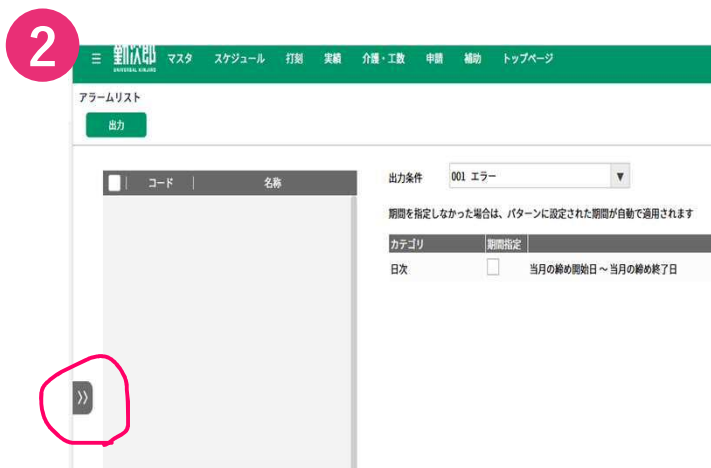 2
勤次郎 マスタ スケジュール 打刻 実績 介護・工数 申請 補助 トップページ
UNIVERSAL KINJIRO
アラームリスト
出力
コード 名称
出力条件 001 エラー ▼
期間を指定しなかった場合は、パターンに設定された期間が自動で適用されます
カテゴリ 期間指定
日次 当月の締め開始日 ～ 当月の締め終了日